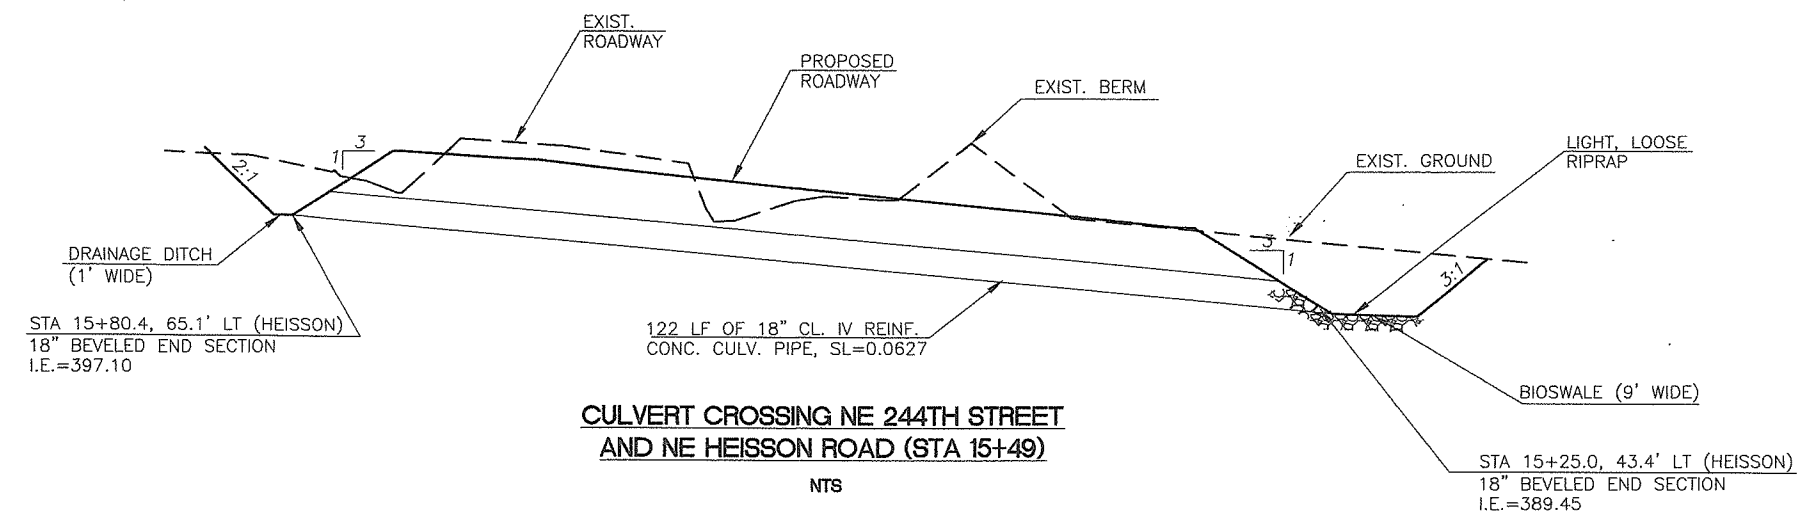 EXIST.
ROADWAY
PROPOSED
ROADWAY
EXIST. BERM
LIGHT, LOOSE
RIPRAP
EXIST. GROUND
1
3
2:1
3
1
3:1
DRAINAGE DITCH
(1' WIDE)
STA 15+80.4, 65.1' LT (HEISSON)
18" BEVELED END SECTION
I.E.=397.10
122 LF OF 18" CL. IV REINF.
CONC. CULV. PIPE, SL=0.0627
BIOSWALE (9' WIDE)
CULVERT CROSSING NE 244TH STREET
AND NE HEISSON ROAD (STA 15+49)
NTS
STA 15+25.0, 43.4' LT (HEISSON)
18" BEVELED END SECTION
I.E.=389.45